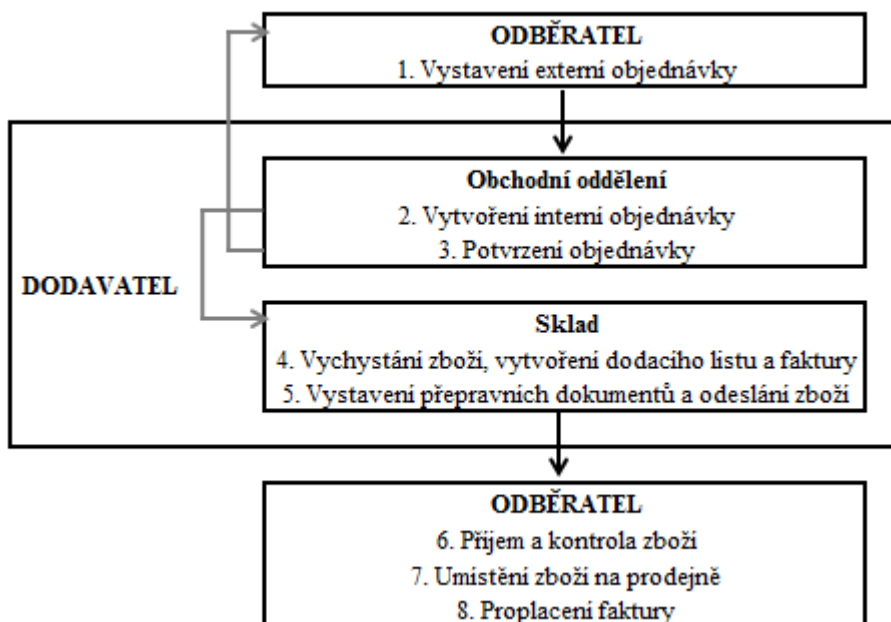 ODBĚRATEL
1. Vystavení externí objednávky
Obchodní oddělení
2. Vytvoření interní objednávky
3. Potvrzení objednávky
DODAVATEL
Sklad
4. Vychystání zboží, vytvoření dodacího listu a faktury
5. Vystavení přepravních dokumentů a odeslání zboží
ODBĚRATEL
6. Příjem a kontrola zboží
7. Umístění zboží na prodejně
8. Proplacení faktury